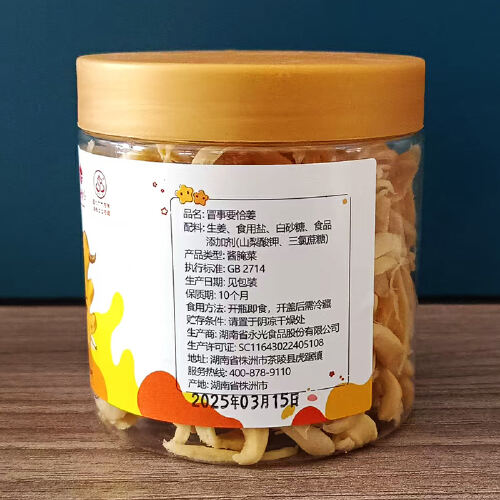 品名: 冒事要恰姜
配料: 生姜、食用盐、白砂糖、食品
添加剂(山梨酸钾、三氯蔗糖)
产品类型: 酱腌菜
执行标准: GB 2714
生产日期: 见包装
保质期: 10个月
食用方法: 开瓶即食，开盖后需冷藏
贮存条件: 请置于阴凉干燥处
生产商: 湖南省永光食品股份有限公司
生产许可证: SC11643022405108
地址: 湖南省株洲市茶陵县虎踞镇
服务热线: 400-878-9110
产地: 湖南省株洲市
2025年03月15日